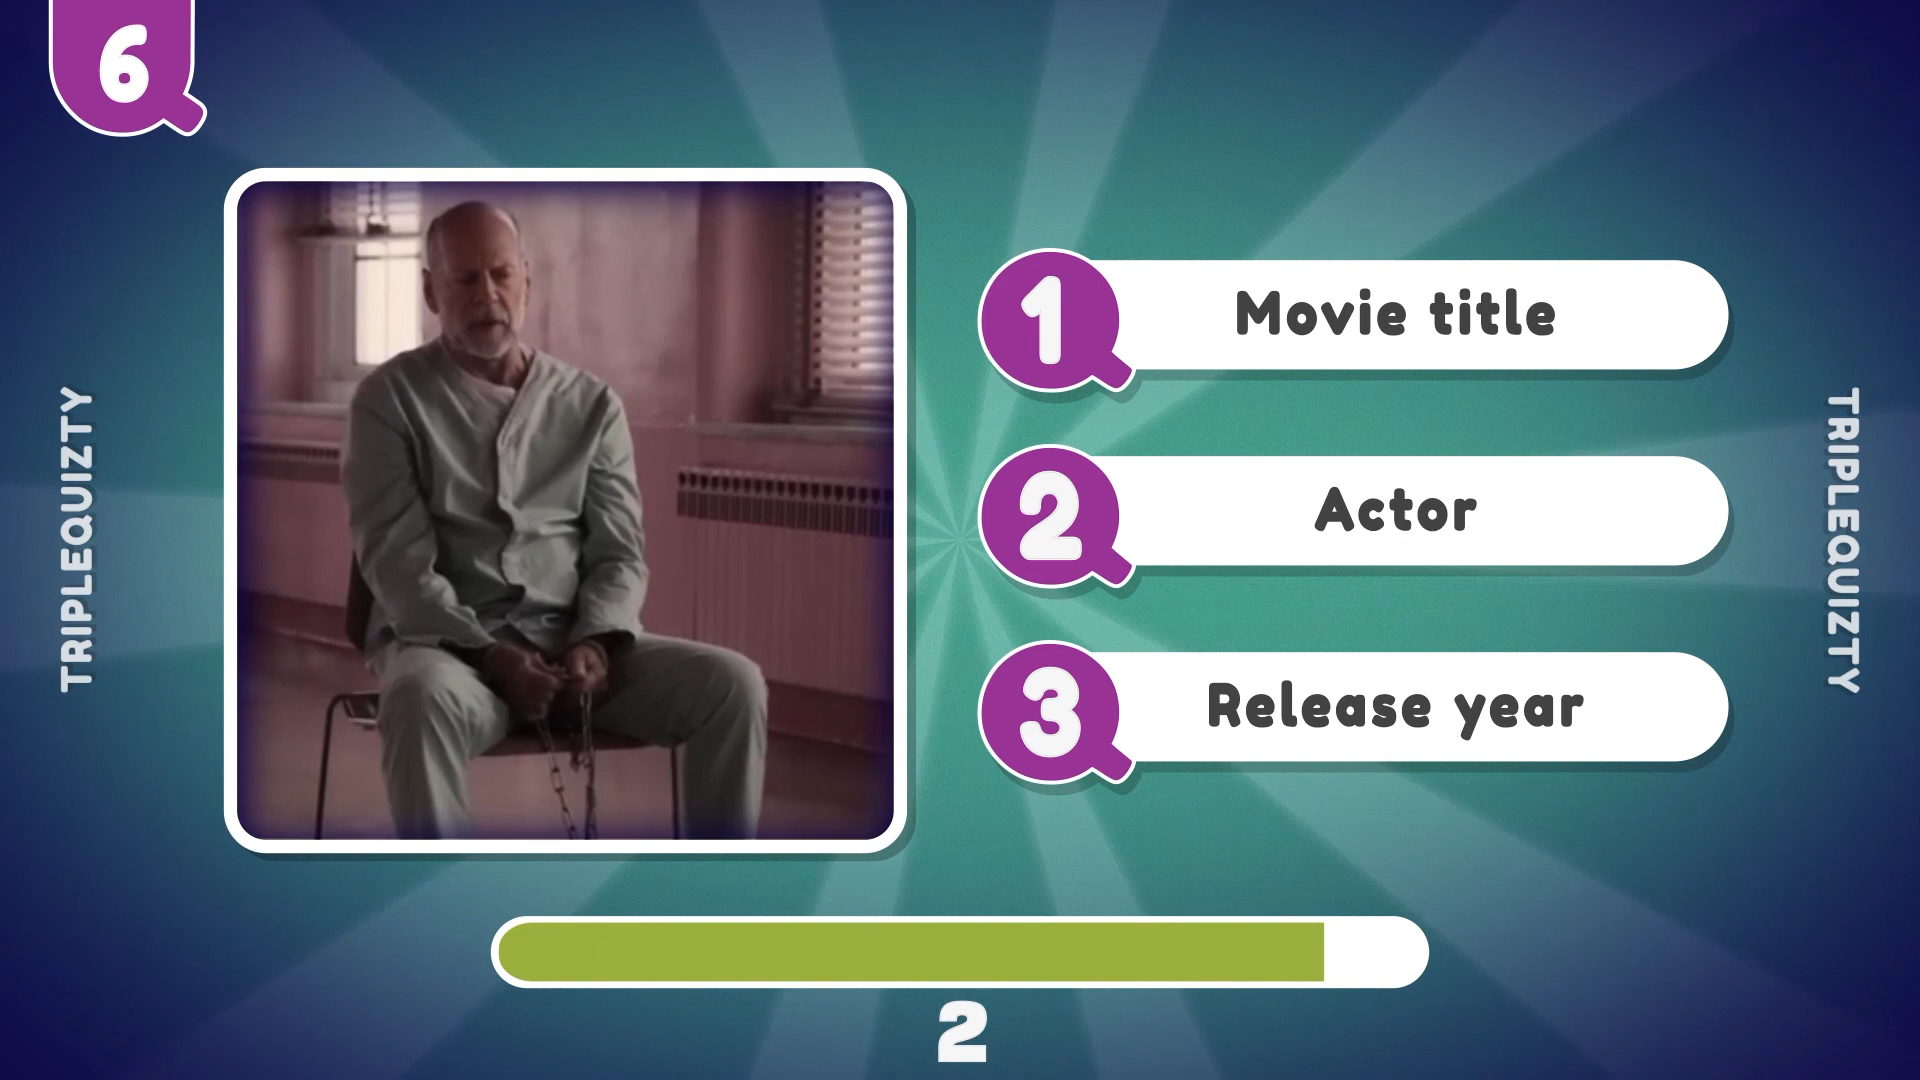 6
TRIPLEQUIZTY
1 Movie title
2 Actor
3 Release year
TRIPLEQUIZTY
2